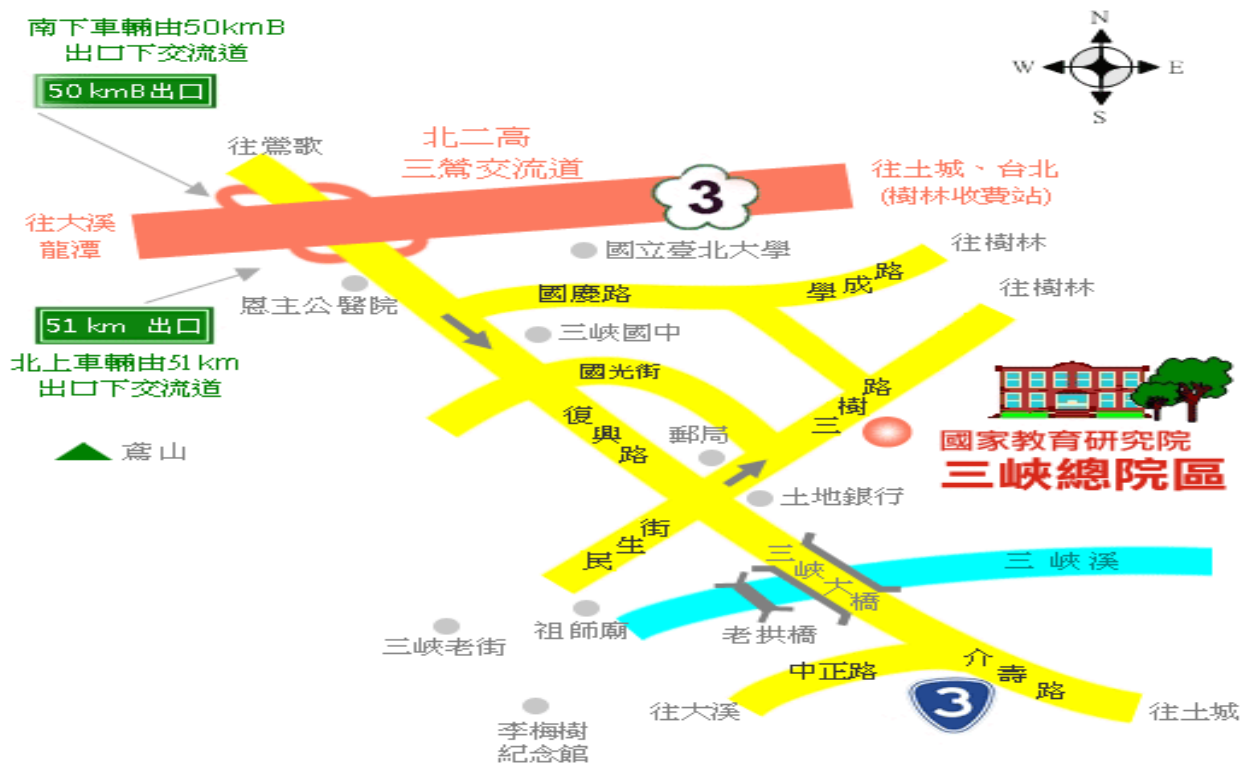 南下車輛由50kmB
出口下交流道
50 kmB出口
N
W
E
S
往鶯歌
北二高
三鶯交流道
3
往土城、台北
(樹林收費站)
往大溪
龍潭
國立臺北大學
往樹林
恩主公醫院
國慶路
學成路
往樹林
51 km 出口
三峽國中
北上車輛由51km
出口下交流道
國光街
三樹路
復興路
郵局
鳶山
國家教育研究院
三峽總院區
土地銀行
民生街
三峽大橋
三峽溪
祖師廟
老拱橋
三峽老街
中正路
介壽路
3
往大溪
往土城
李梅樹
紀念館